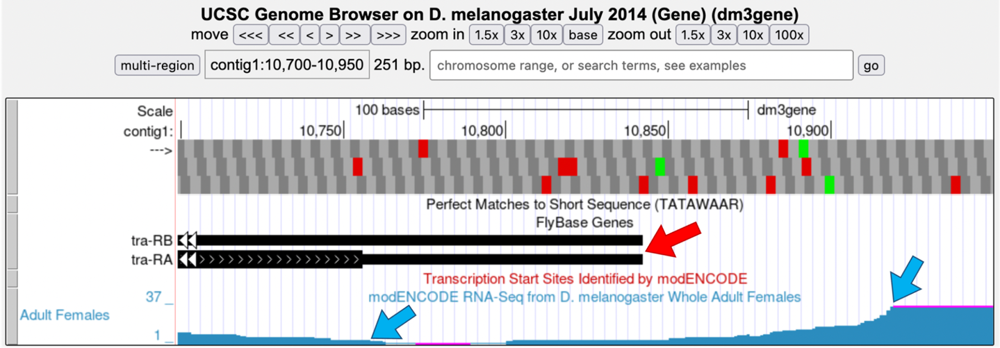 UCSC Genome Browser on D. melanogaster July 2014 (Gene) (dm3gene)
move <<< << < > >> >>> zoom in 1.5x 3x 10x base zoom out 1.5x 3x 10x 100x
multi-region contig1:10,700-10,950 251 bp. chromosome range, or search terms, see examples go
Scale 100 bases dm3gene
contig1: 10,750 10,800 10,850 10,900
--->
Perfect Matches to Short Sequence (TATAWAAR)
FlyBase Genes
tra-RB
tra-RA
Transcription Start Sites Identified by modENCODE
37 _ modENCODE RNA-Seq from D. melanogaster Whole Adult Females
Adult Females
1 _